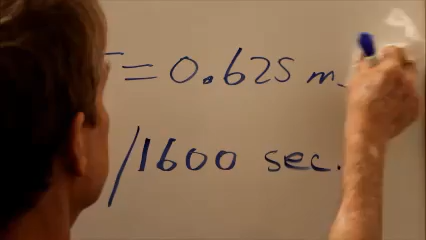 = 0.625 m
/1600 sec.